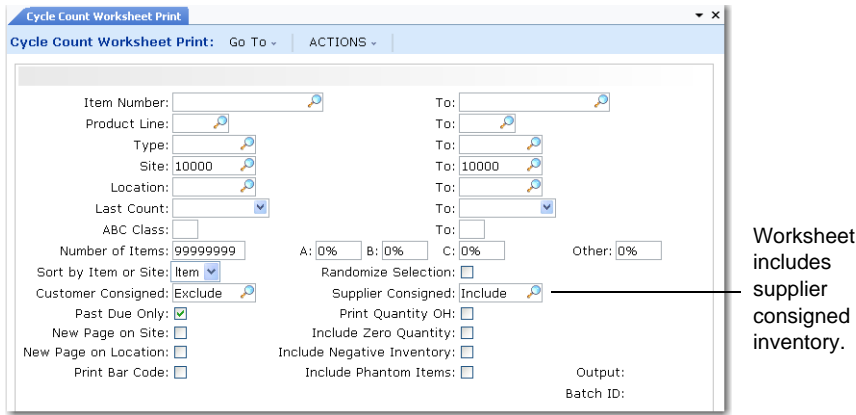 Cycle Count Worksheet Print
Cycle Count Worksheet Print: Go To ACTIONS
Item Number: To:
Product Line: To:
Type: To:
Site: 10000 To: 10000
Location: To:
Last Count: To:
ABC Class: To:
Number of Items: 99999999 A: 0% B: 0% C: 0% Other: 0%
Sort by Item or Site: Item Randomize Selection:
Customer Consigned: Exclude Supplier Consigned: Include
Past Due Only: Print Quantity OH:
New Page on Site: Include Zero Quantity:
New Page on Location: Include Negative Inventory:
Print Bar Code: Include Phantom Items: Output:
Batch ID:
Worksheet
includes
supplier
consigned
inventory.